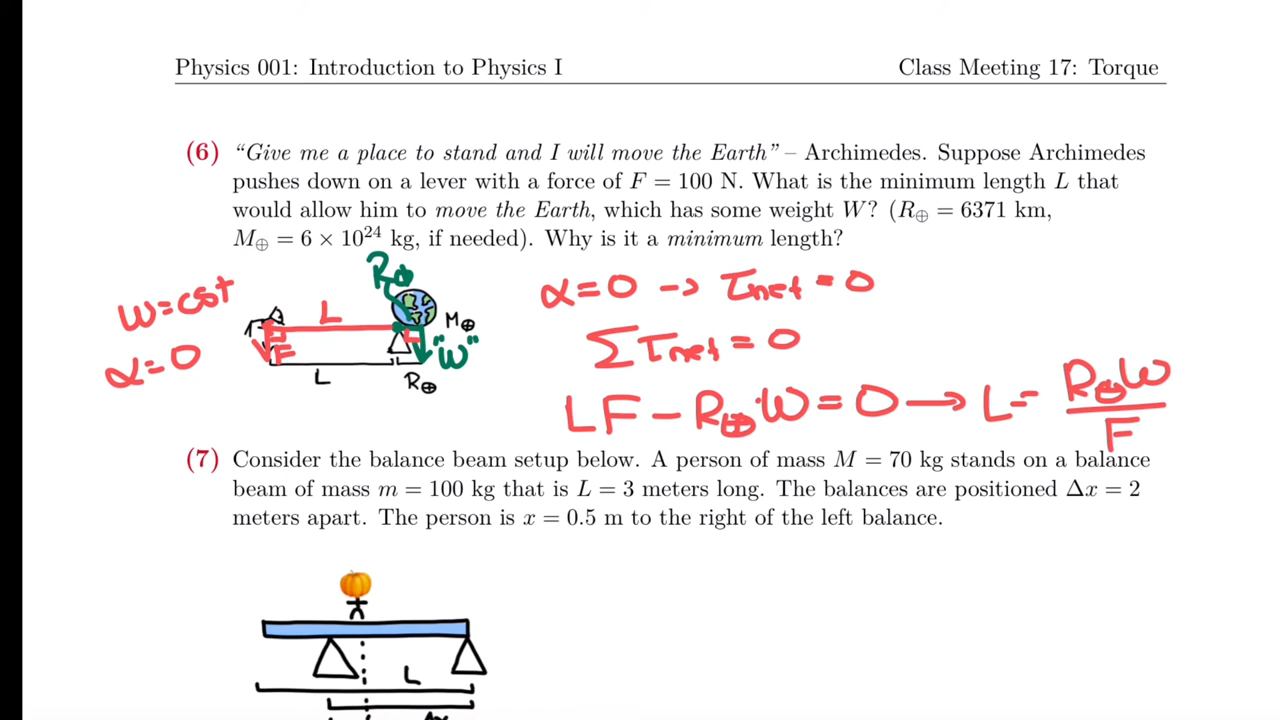 Physics 001: Introduction to Physics I
Class Meeting 17: Torque
(6) “Give me a place to stand and I will move the Earth” – Archimedes. Suppose Archimedes
pushes down on a lever with a force of F = 100 N. What is the minimum length L that
would allow him to move the Earth, which has some weight W? (R⊕ = 6371 km,
M⊕ = 6 × 10²⁴ kg, if needed). Why is it a minimum length?
R⊕
ω=cst
α=0
L
F
M⊕
"W"
L
R⊕
α=0 → τnet = 0
Στnet = 0
LF − R⊕·W = 0 → L = R⊕W
F
(7) Consider the balance beam setup below. A person of mass M = 70 kg stands on a balance
beam of mass m = 100 kg that is L = 3 meters long. The balances are positioned Δx = 2
meters apart. The person is x = 0.5 m to the right of the left balance.
L